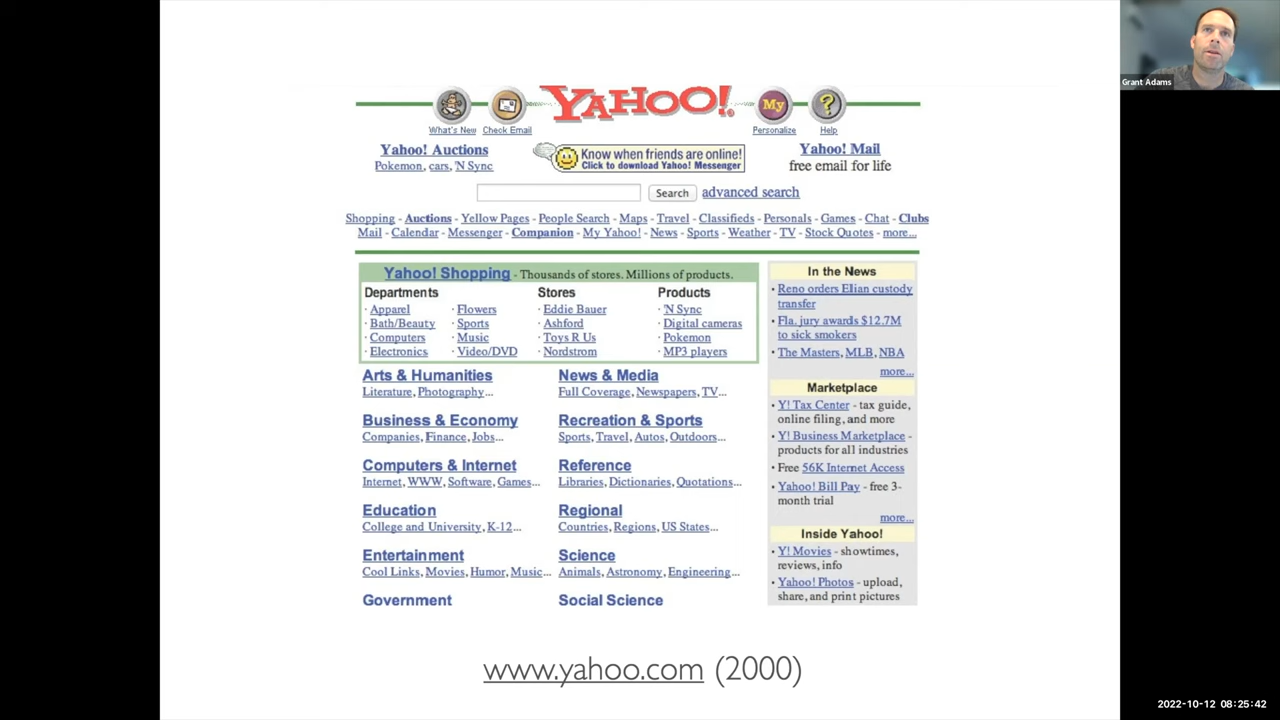 YAHOO!
What's New Check Email My Personalize ? Help
Yahoo! Auctions
Pokemon, cars, 'N Sync
Know when friends are online!
Click to download Yahoo! Messenger
Yahoo! Mail
free email for life
Search advanced search
Shopping - Auctions - Yellow Pages - People Search - Maps - Travel - Classifieds - Personals - Games - Chat - Clubs
Mail - Calendar - Messenger - Companion - My Yahoo! - News - Sports - Weather - TV - Stock Quotes - more...
Yahoo! Shopping - Thousands of stores. Millions of products.
Departments Stores Products
· Apparel · Flowers · Eddie Bauer · 'N Sync
· Bath/Beauty · Sports · Ashford · Digital cameras
· Computers · Music · Toys R Us · Pokemon
· Electronics · Video/DVD · Nordstrom · MP3 players
Arts & Humanities
Literature, Photography...
Business & Economy
Companies, Finance, Jobs...
Computers & Internet
Internet, WWW, Software, Games...
Education
College and University, K-12...
Entertainment
Cool Links, Movies, Humor, Music...
Government
News & Media
Full Coverage, Newspapers, TV...
Recreation & Sports
Sports, Travel, Autos, Outdoors...
Reference
Libraries, Dictionaries, Quotations...
Regional
Countries, Regions, US States...
Science
Animals, Astronomy, Engineering...
Social Science
In the News
• Reno orders Elian custody
transfer
• Fla. jury awards $12.7M
to sick smokers
• The Masters, MLB, NBA
more...
Marketplace
• Y! Tax Center - tax guide,
online filing, and more
• Y! Business Marketplace -
products for all industries
• Free 56K Internet Access
• Yahoo! Bill Pay - free 3-
month trial
more...
Inside Yahoo!
• Y! Movies - showtimes,
reviews, info
• Yahoo! Photos - upload,
share, and print pictures
www.yahoo.com (2000)
Grant Adams
2022-10-12 08:25:42